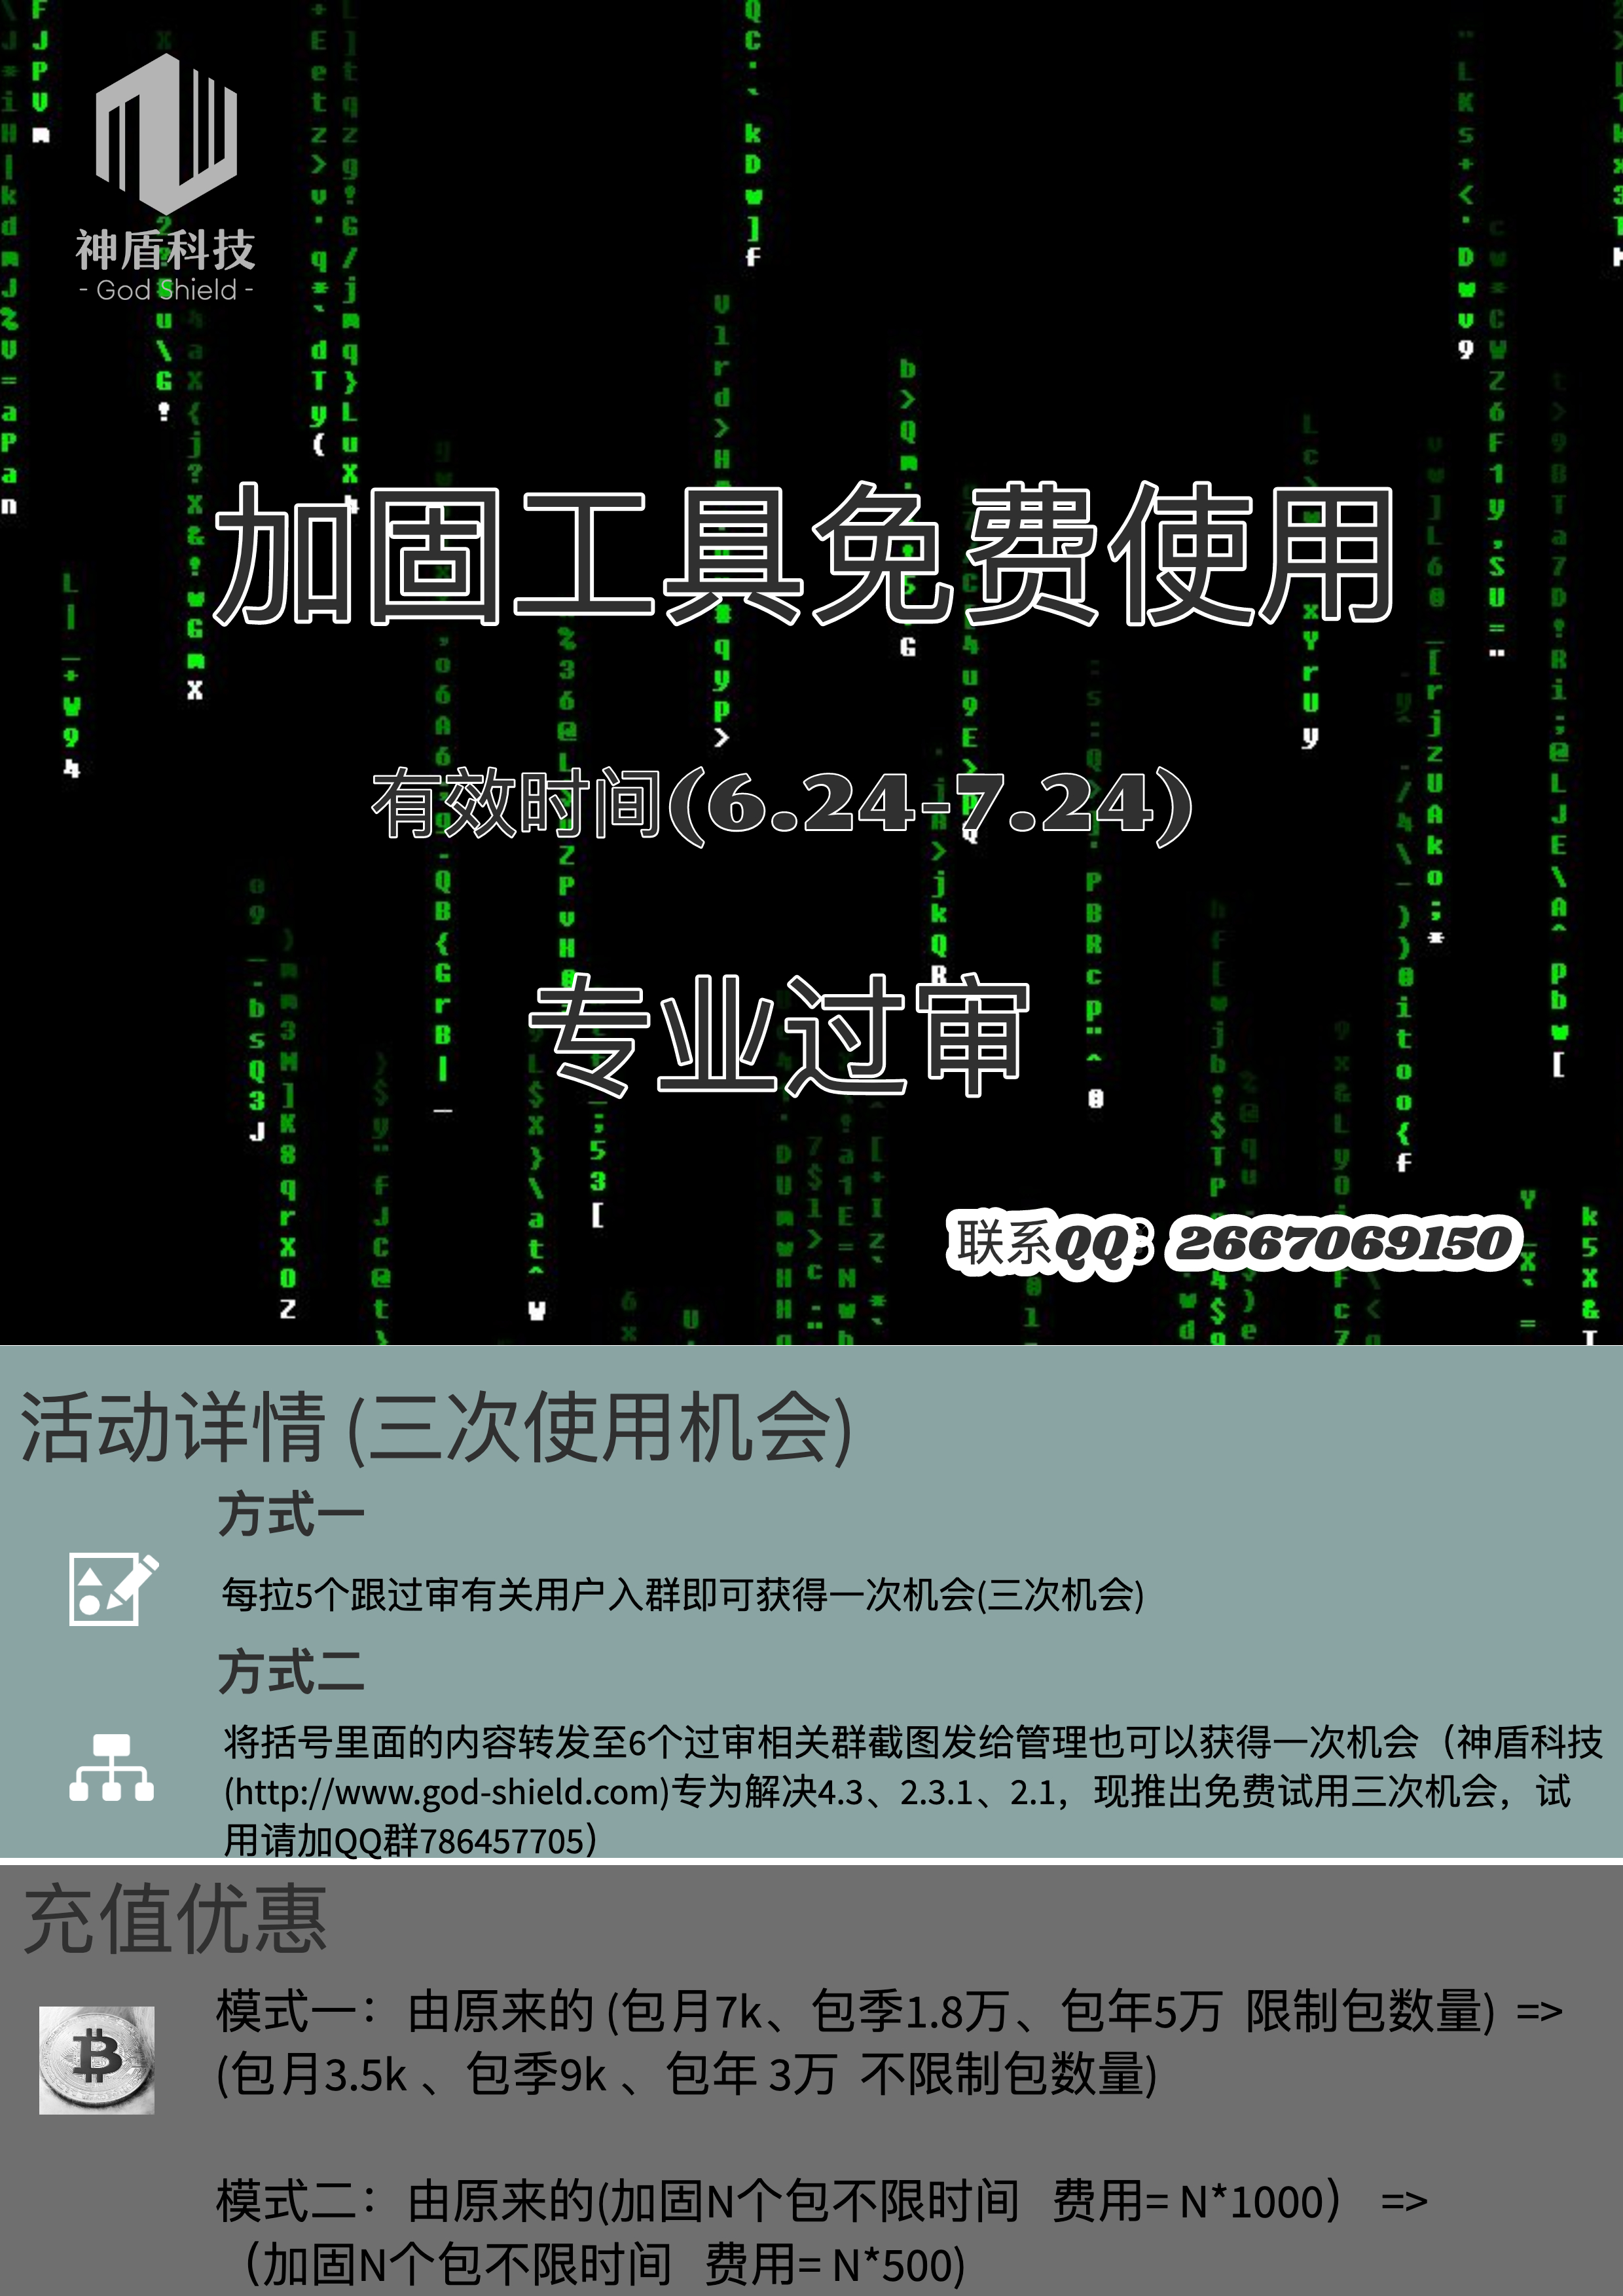 神盾科技
- God Shield -
加固工具免费使用
有效时间(6.24-7.24)
专业过审
联系QQ：2667069150
活动详情 (三次使用机会)
方式一
每拉5个跟过审有关用户入群即可获得一次机会(三次机会)
方式二
将括号里面的内容转发至6个过审相关群截图发给管理也可以获得一次机会（神盾科技
(http://www.god-shield.com)专为解决4.3、2.3.1、2.1，现推出免费试用三次机会，试
用请加QQ群786457705）
充值优惠
模式一：由原来的 (包月7k、包季1.8万、包年5万 限制包数量) =>
(包月3.5k 、包季9k 、包年 3万 不限制包数量)
模式二：由原来的(加固N个包不限时间 费用= N*1000） =>
（加固N个包不限时间 费用= N*500)